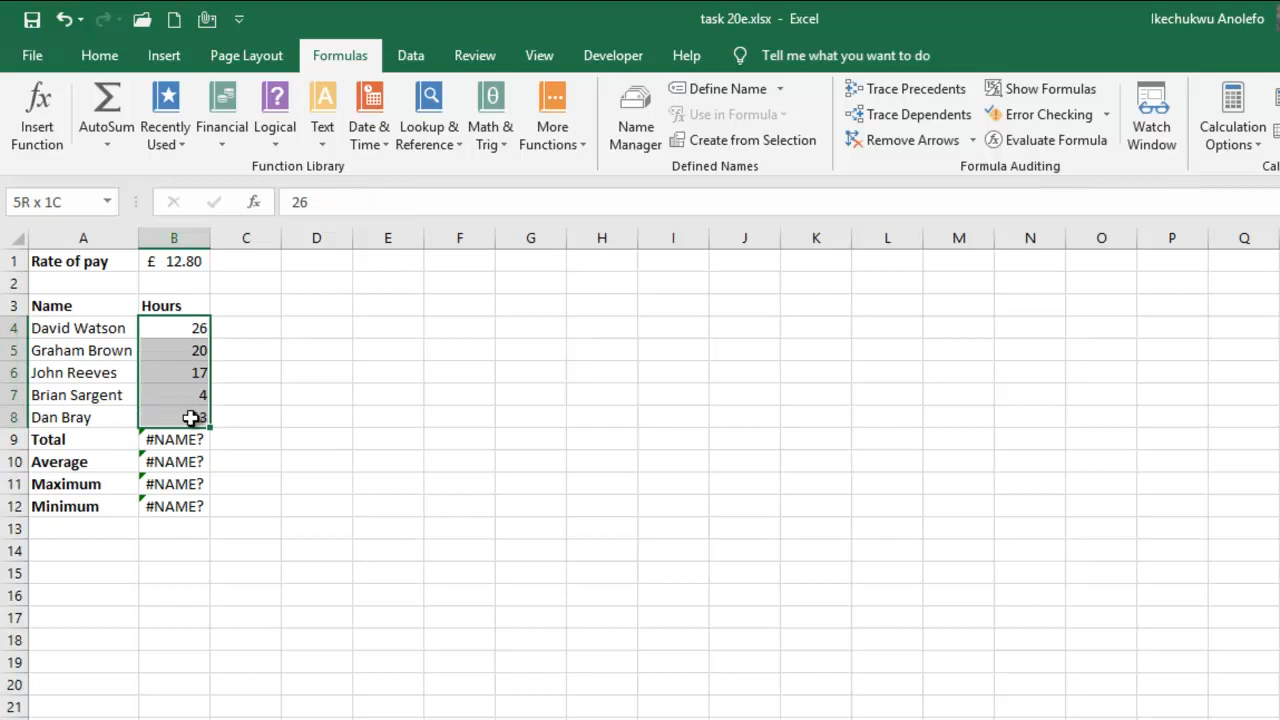 task 20e.xlsx - Excel
Ikechukwu Anolefo
File Home Insert Page Layout Formulas Data Review View Developer Help Tell me what you want to do
fx Σ ? A θ
Insert Function
AutoSum
Recently Used
Financial
Logical
Text
Date & Time
Lookup & Reference
Math & Trig
More Functions
Function Library
Name Manager
Define Name
Use in Formula
Create from Selection
Defined Names
Trace Precedents
Trace Dependents
Remove Arrows
Show Formulas
Error Checking
Evaluate Formula
Formula Auditing
Watch Window
Calculation Options
5R x 1C fx 26
A B C D E F G H I J K L M N O P Q
1 Rate of pay £ 12.80
2
3 Name Hours
4 David Watson 26
5 Graham Brown 20
6 John Reeves 17
7 Brian Sargent 4
8 Dan Bray
9 Total #NAME?
10 Average #NAME?
11 Maximum #NAME?
12 Minimum #NAME?
13
14
15
16
17
18
19
20
21